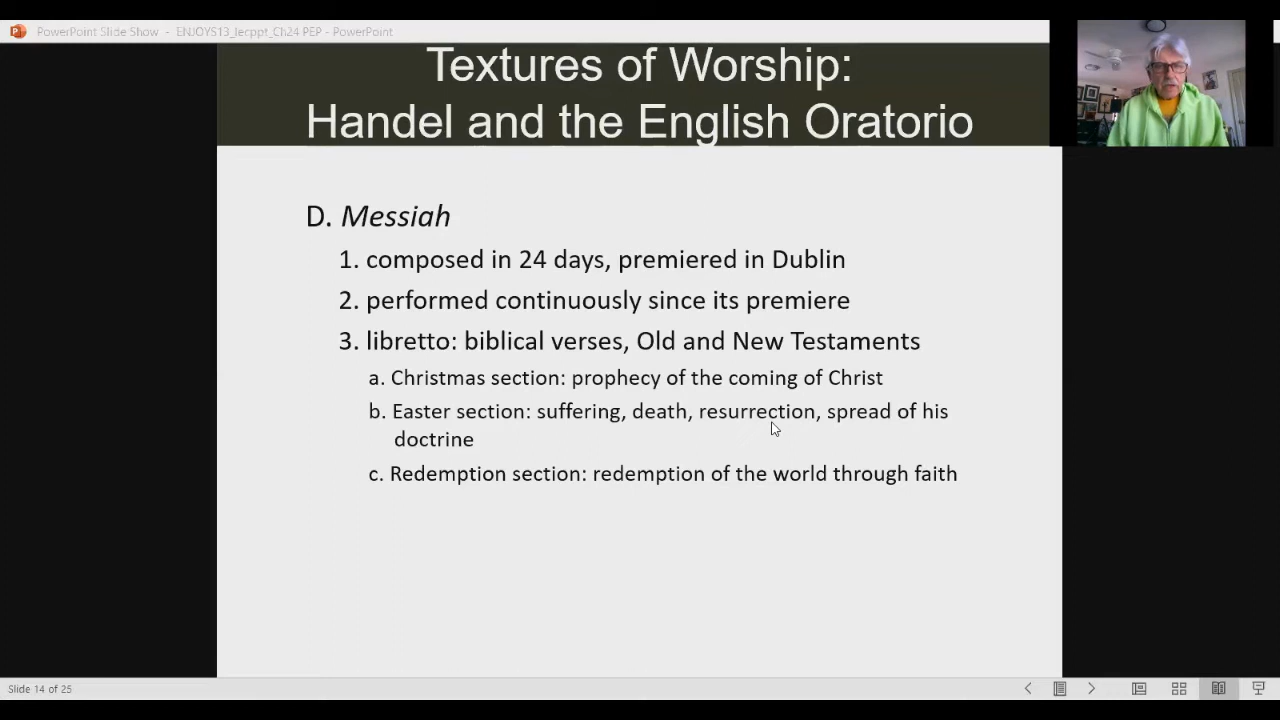 PowerPoint Slide Show - ENJOYS13_lecppt_Ch24 PEP - PowerPoint
Textures of Worship:
Handel and the English Oratorio
D. Messiah
1. composed in 24 days, premiered in Dublin
2. performed continuously since its premiere
3. libretto: biblical verses, Old and New Testaments
a. Christmas section: prophecy of the coming of Christ
b. Easter section: suffering, death, resurrection, spread of his
doctrine
c. Redemption section: redemption of the world through faith
Slide 14 of 25